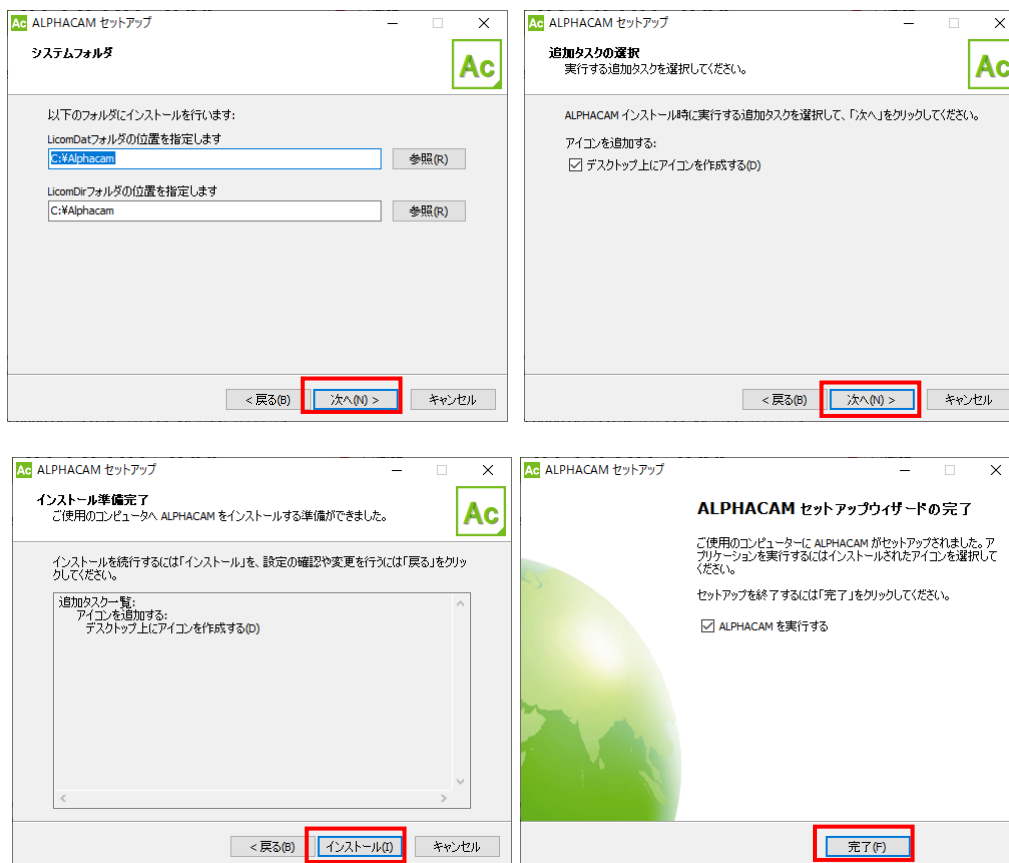 Ac ALPHACAM セットアップ
システムフォルダ
Ac
以下のフォルダにインストールを行います:
LicomDatフォルダの位置を指定します
C:¥Alphacam
参照(R)
LicomDirフォルダの位置を指定します
C:¥Alphacam
参照(R)
< 戻る(B)
次へ(N) >
キャンセル
Ac ALPHACAM セットアップ
追加タスクの選択
実行する追加タスクを選択してください。
Ac
ALPHACAM インストール時に実行する追加タスクを選択して、「次へ」をクリックしてください。
アイコンを追加する:
デスクトップ上にアイコンを作成する(D)
< 戻る(B)
次へ(N) >
キャンセル
Ac ALPHACAM セットアップ
インストール準備完了
ご使用のコンピュータへ ALPHACAM をインストールする準備ができました。
Ac
インストールを続行するには「インストール」を、設定の確認や変更を行うには「戻る」をクリッ
クしてください。
追加タスク一覧:
アイコンを追加する:
デスクトップ上にアイコンを作成する(D)
< 戻る(B)
インストール(I)
キャンセル
Ac ALPHACAM セットアップ
ALPHACAM セットアップウィザードの完了
ご使用のコンピューターに ALPHACAM がセットアップされました。ア
プリケーションを実行するにはインストールされたアイコンを選択して
ください。
セットアップを終了するには「完了」をクリックしてください。
ALPHACAM を実行する
完了(F)